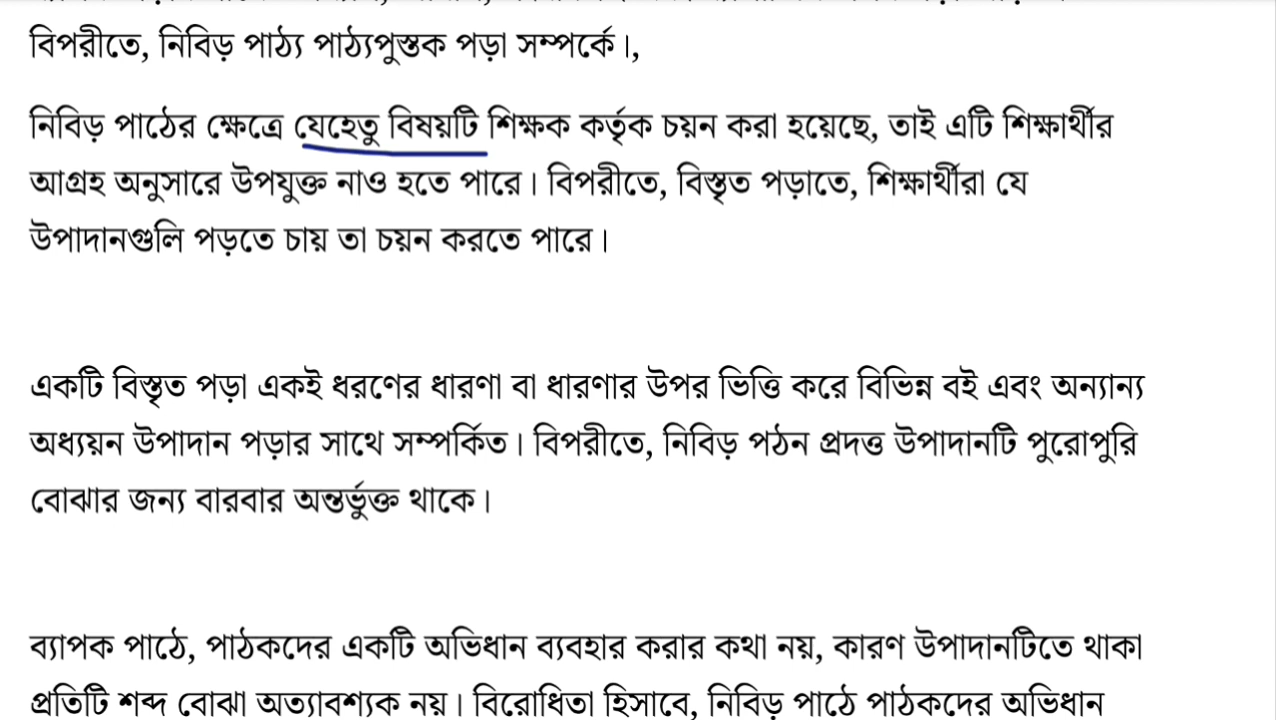 বিপরীতে, নিবিড় পাঠ্য পাঠ্যপুস্তক পড়া সম্পর্কে।,
নিবিড় পাঠের ক্ষেত্রে যেহেতু বিষয়টি শিক্ষক কর্তৃক চয়ন করা হয়েছে, তাই এটি শিক্ষার্থীর
আগ্রহ অনুসারে উপযুক্ত নাও হতে পারে। বিপরীতে, বিস্তৃত পড়াতে, শিক্ষার্থীরা যে
উপাদানগুলি পড়তে চায় তা চয়ন করতে পারে।
একটি বিস্তৃত পড়া একই ধরণের ধারণা বা ধারণার উপর ভিত্তি করে বিভিন্ন বই এবং অন্যান্য
অধ্যয়ন উপাদান পড়ার সাথে সম্পর্কিত। বিপরীতে, নিবিড় পঠন প্রদত্ত উপাদানটি পুরোপুরি
বোঝার জন্য বারবার অন্তর্ভুক্ত থাকে।
ব্যাপক পাঠে, পাঠকদের একটি অভিধান ব্যবহার করার কথা নয়, কারণ উপাদানটিতে থাকা
প্রতিটি শব্দ বোঝা অত্যাবশ্যক নয়। বিরোধিতা হিসাবে, নিবিড় পাঠে পাঠকদের অভিধান